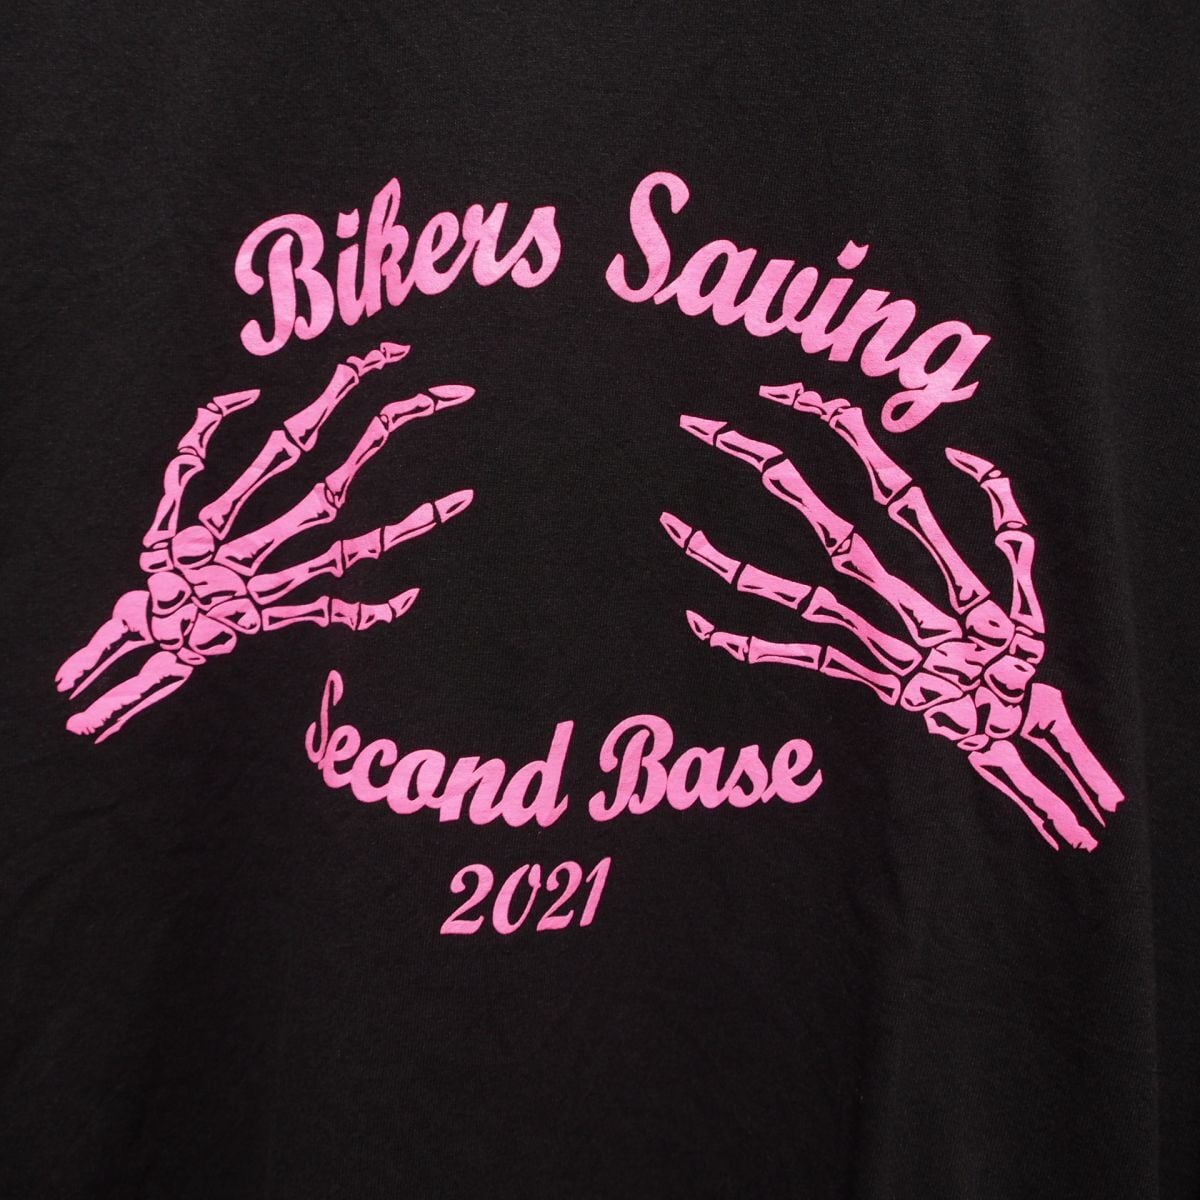 Bikers Saving
Second Base
2021